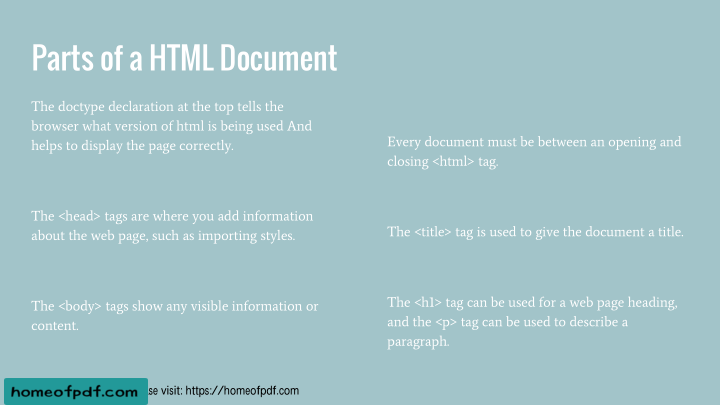 Parts of a HTML Document
The doctype declaration at the top tells the
browser what version of html is being used And
helps to display the page correctly.
The <head> tags are where you add information
about the web page, such as importing styles.
The <body> tags show any visible information or
content.
Every document must be between an opening and
closing <html> tag.
The <title> tag is used to give the document a title.
The <h1> tag can be used for a web page heading,
and the <p> tag can be used to describe a
paragraph.
homeofpdf.com
visit: https://homeofpdf.com